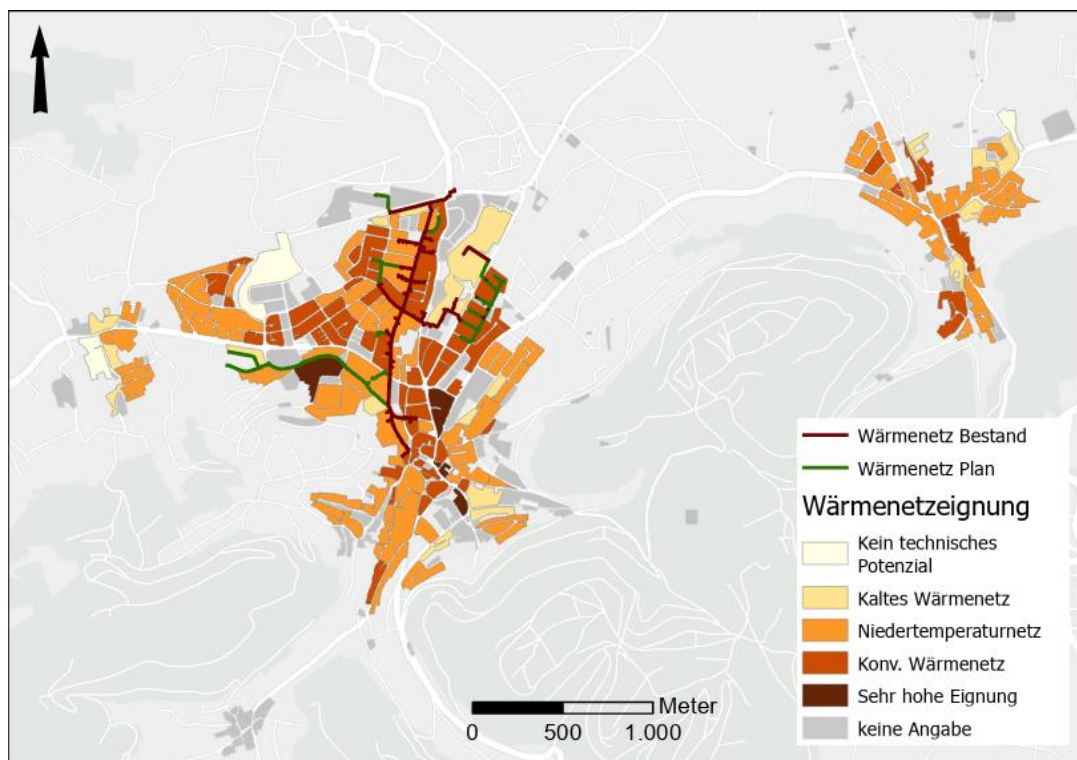 Wärmenetz Bestand
Wärmenetz Plan
Wärmenetzeignung
Kein technisches
Potenzial
Kaltes Wärmenetz
Niedertemperaturnetz
Konv. Wärmenetz
Sehr hohe Eignung
keine Angabe
Meter
0 500 1.000